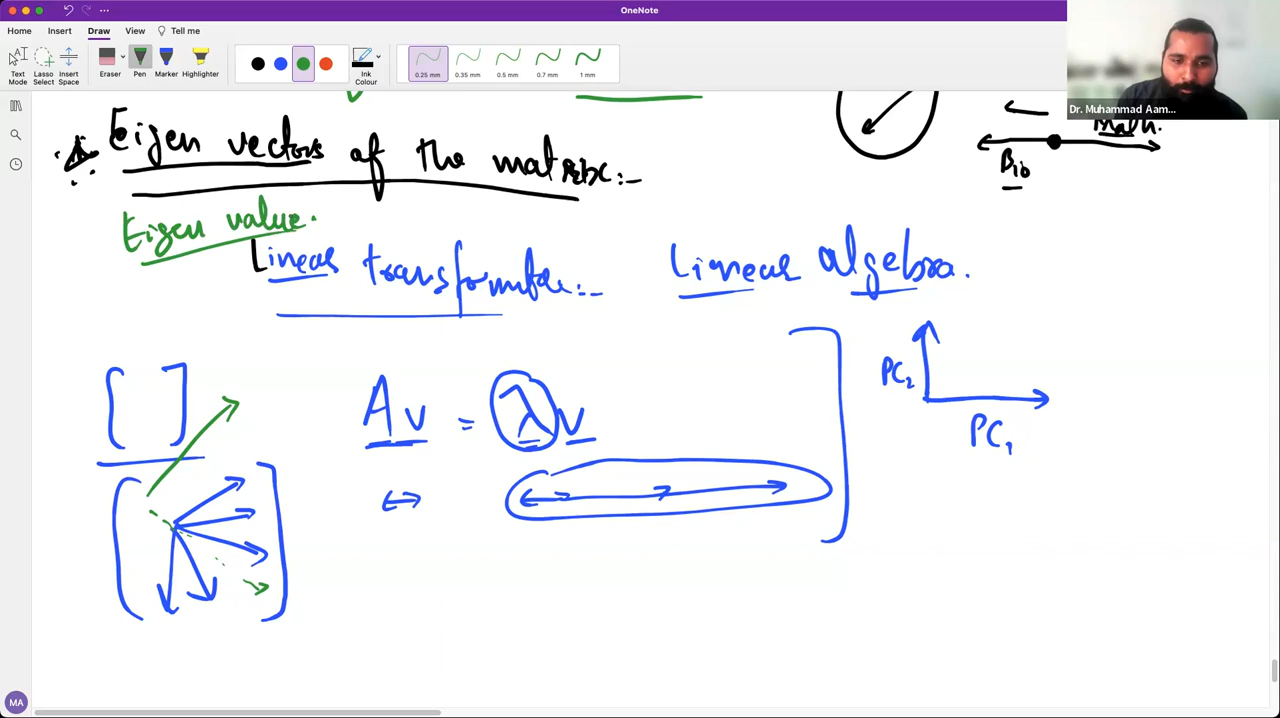 OneNote
Home Insert Draw View Tell me
Text Mode Lasso Select Insert Space Eraser Pen Marker Highlighter Ink Colour 0.25 mm 0.35 mm 0.5 mm 0.7 mm 1 mm
Dr. Muhammad Aam...
Math.
Bio
Eigen vectors of the matrix:-
Eigen value.
Linear transformation:- Linear algebra.
PC2
PC1
Av = λv
MA